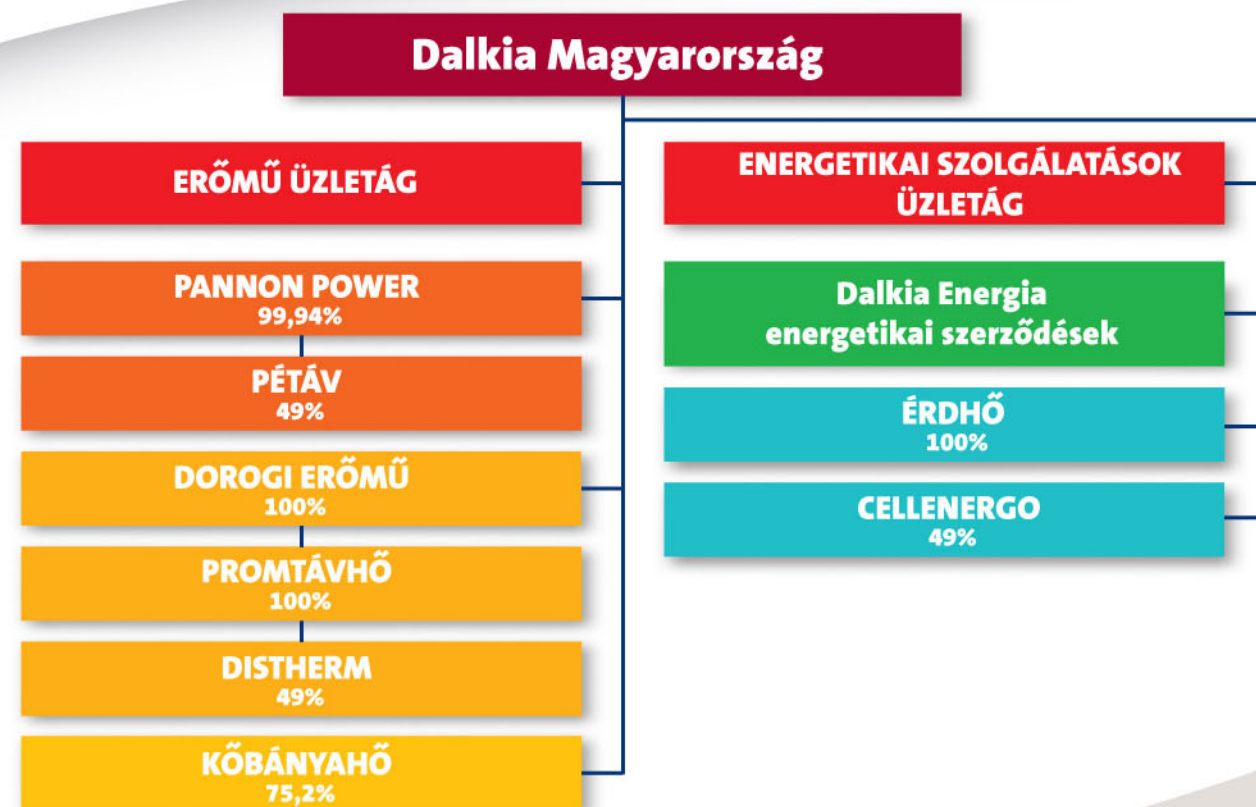 Dalkia Magyarország
ERŐMŰ ÜZLETÁG
PANNON POWER
99,94%
PÉTÁV
49%
DOROGI ERŐMŰ
100%
PROMTÁVHŐ
100%
DISTHERM
49%
KŐBÁNYAHŐ
75,2%
ENERGETIKAI SZOLGÁLATÁSOK
ÜZLETÁG
Dalkia Energia
energetikai szerződések
ÉRDHŐ
100%
CELLENERGO
49%